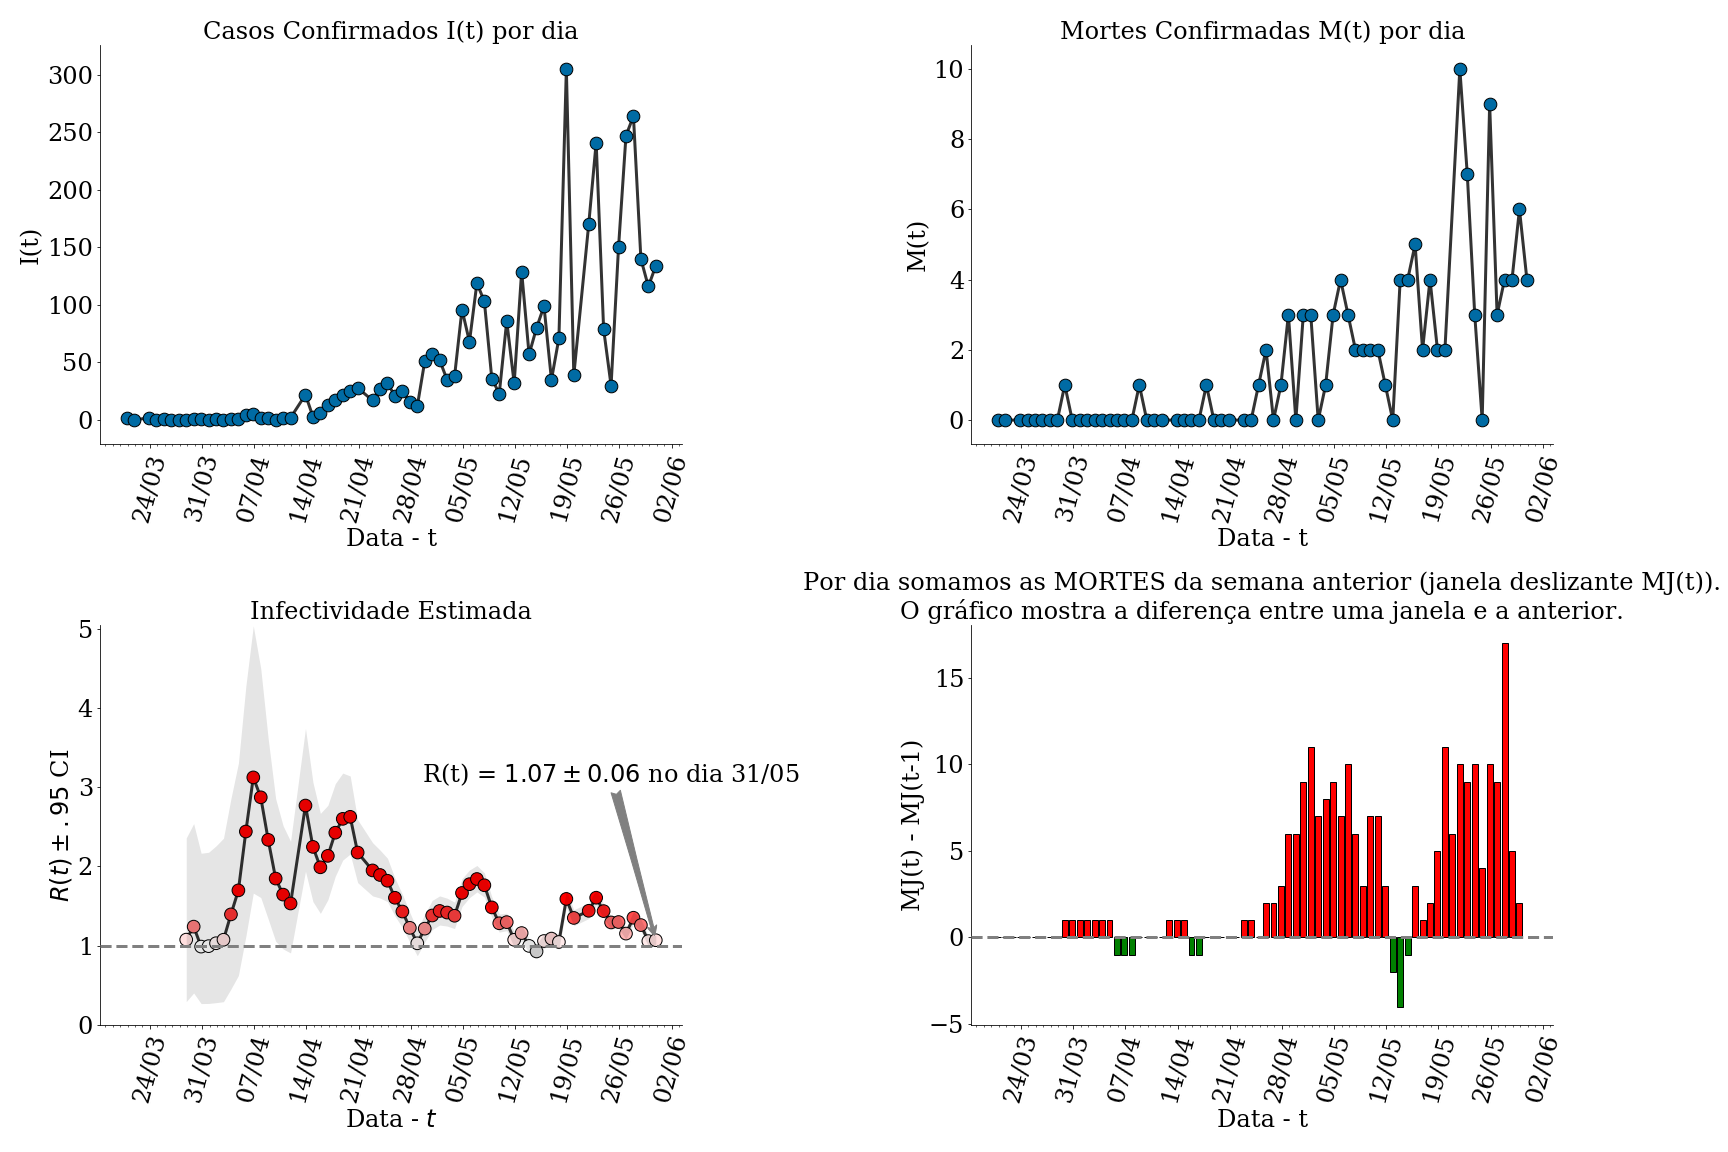 Casos Confirmados I(t) por dia
I(t)
300
250
200
150
100
50
0
24/03 31/03 07/04 14/04 21/04 28/04 05/05 12/05 19/05 26/05 02/06
Data - t
Mortes Confirmadas M(t) por dia
M(t)
10
8
6
4
2
0
24/03 31/03 07/04 14/04 21/04 28/04 05/05 12/05 19/05 26/05 02/06
Data - t
Infectividade Estimada
R(t) ± .95 CI
5
4
3
2
1
0
R(t) = 1.07 ± 0.06 no dia 31/05
24/03 31/03 07/04 14/04 21/04 28/04 05/05 12/05 19/05 26/05 02/06
Data - t
Por dia somamos as MORTES da semana anterior (janela deslizante MJ(t)).
O gráfico mostra a diferença entre uma janela e a anterior.
MJ(t) - MJ(t-1)
15
10
5
0
−5
24/03 31/03 07/04 14/04 21/04 28/04 05/05 12/05 19/05 26/05 02/06
Data - t